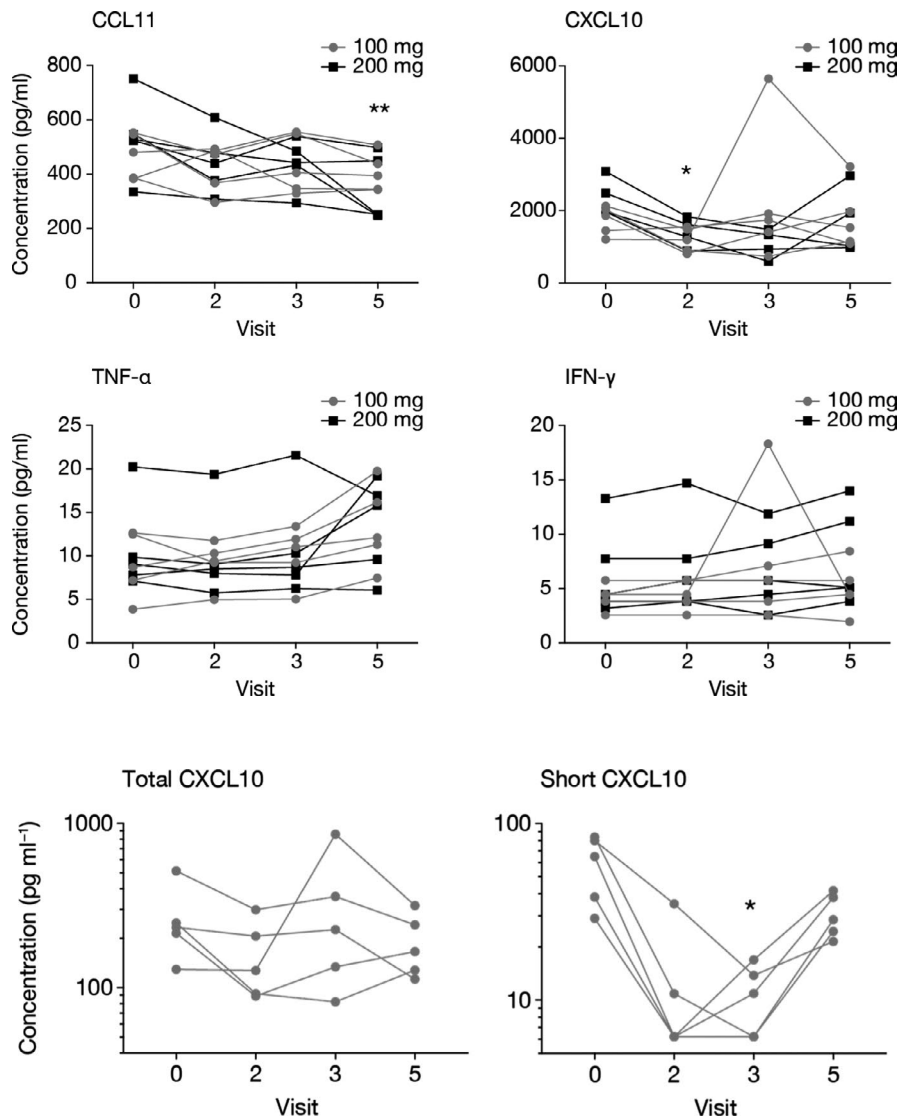 CCL11
100 mg
200 mg
Concentration (pg/ml)
800
600
400
200
0
**
0 2 3 5
Visit
CXCL10
100 mg
200 mg
6000
4000
2000
0
*
0 2 3 5
Visit
TNF-α
100 mg
200 mg
Concentration (pg/ml)
25
20
15
10
5
0
0 2 3 5
Visit
IFN-γ
100 mg
200 mg
20
15
10
5
0
0 2 3 5
Visit
Total CXCL10
Concentration (pg ml⁻¹)
1000
100
0 2 3 5
Visit
Short CXCL10
100
10
*
0 2 3 5
Visit